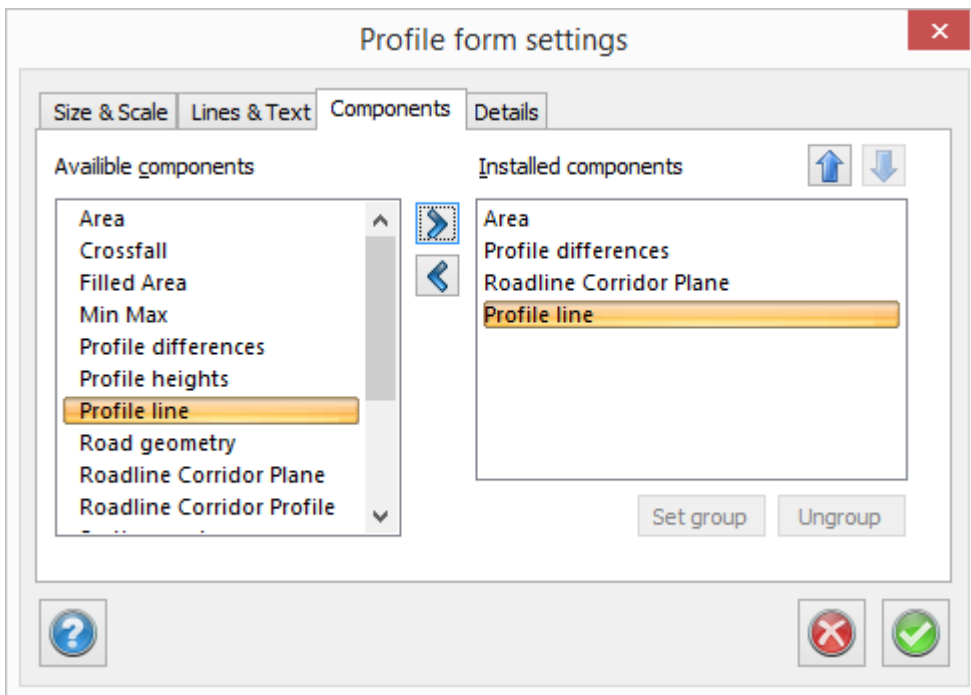 Profile form settings
Size & Scale
Lines & Text
Components
Details
Availible components
Area
Crossfall
Filled Area
Min Max
Profile differences
Profile heights
Profile line
Road geometry
Roadline Corridor Plane
Roadline Corridor Profile
Installed components
Area
Profile differences
Roadline Corridor Plane
Profile line
Set group
Ungroup